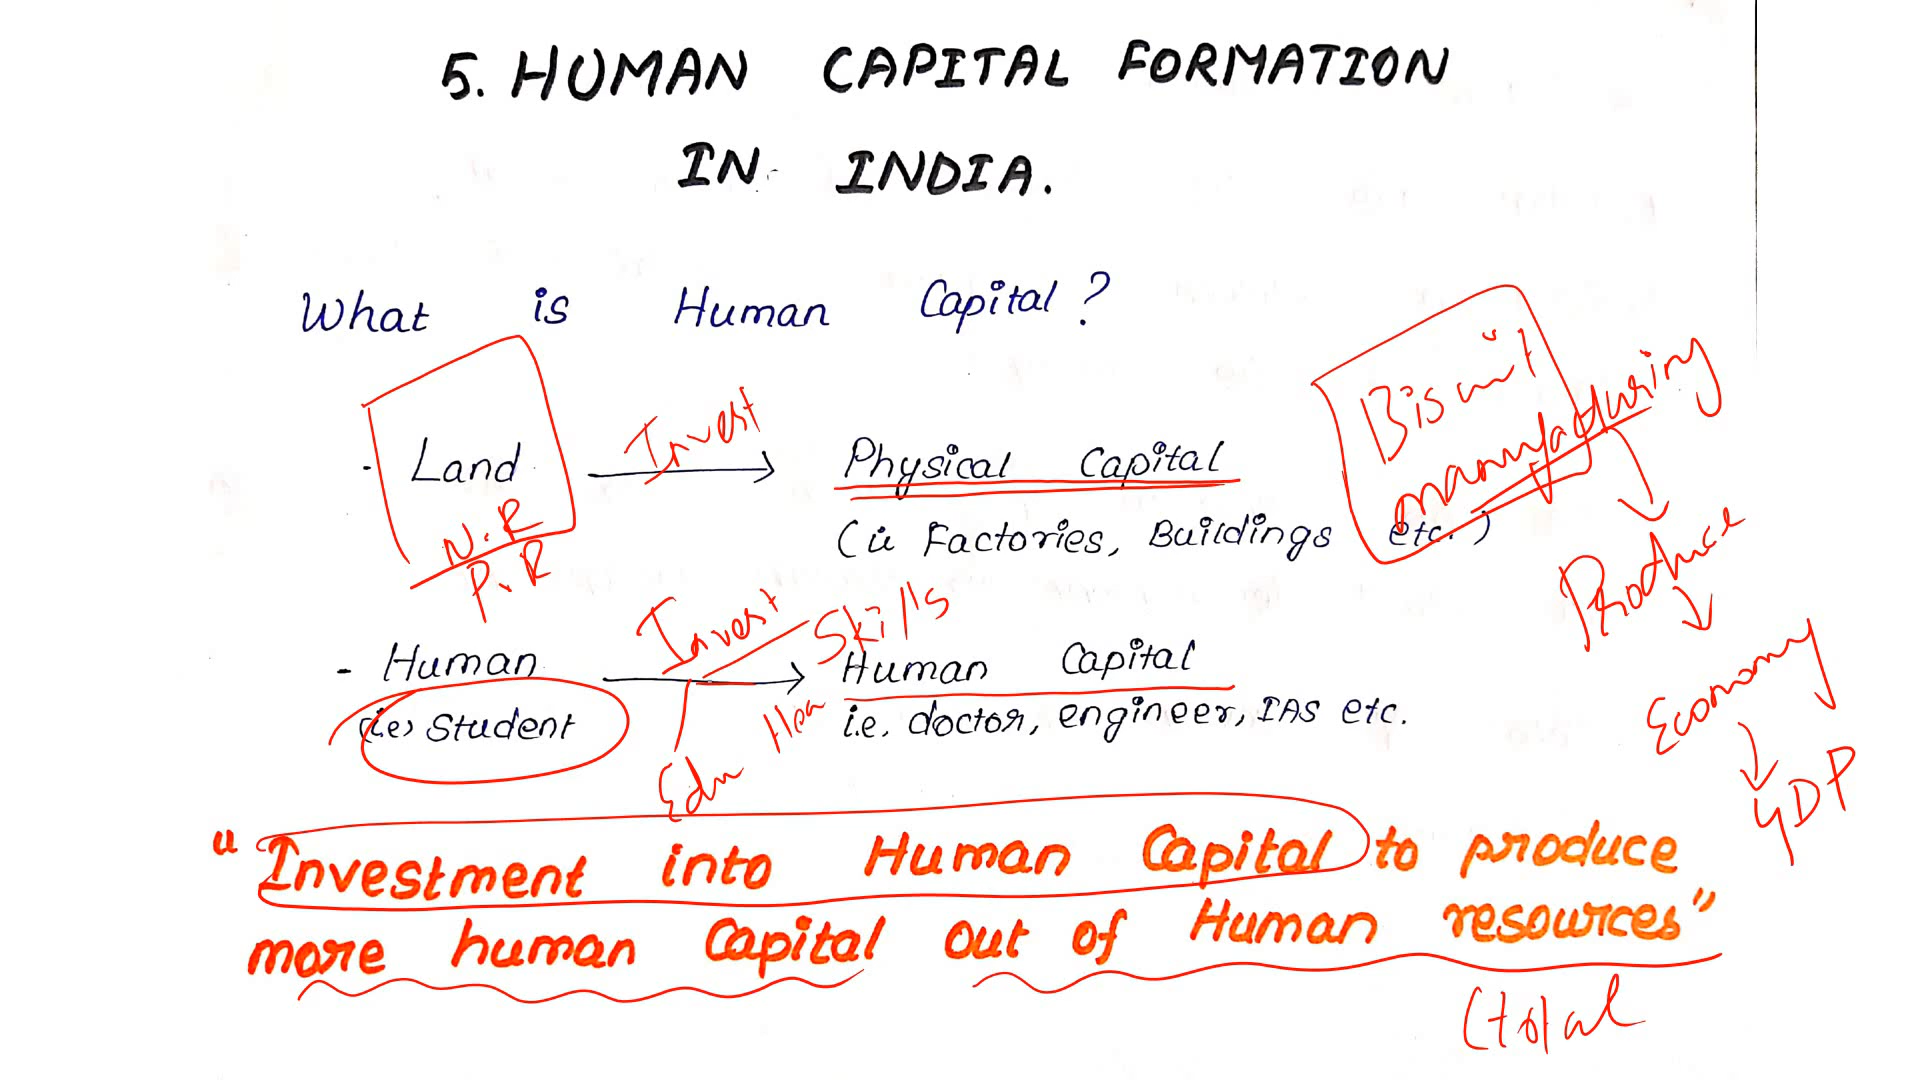 5. HUMAN CAPITAL FORMATION
IN INDIA.
What is Human Capital?
- Land
Invest
Physical Capital
N.R
P.R
(ie Factories, Buildings etc.)
manufacturing
Produce
Economy
GDP
- Human
Invest
Skills
Human Capital
(ie) Student
i.e. doctor, engineer, IAS etc.
Edu
Hea
"Investment into Human Capital to produce
more human Capital out of Human resources"
(total